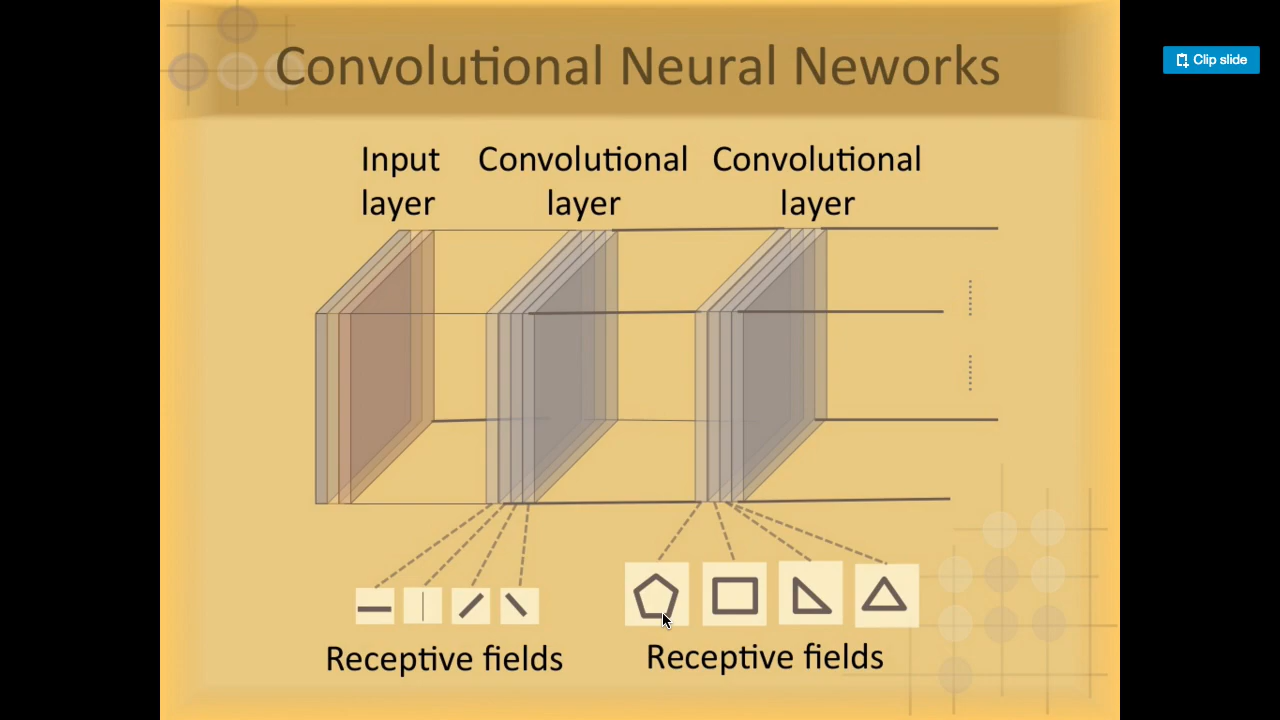 Convolutional Neural Neworks
Clip slide
Input
layer
Convolutional
layer
Convolutional
layer
Receptive fields
Receptive fields